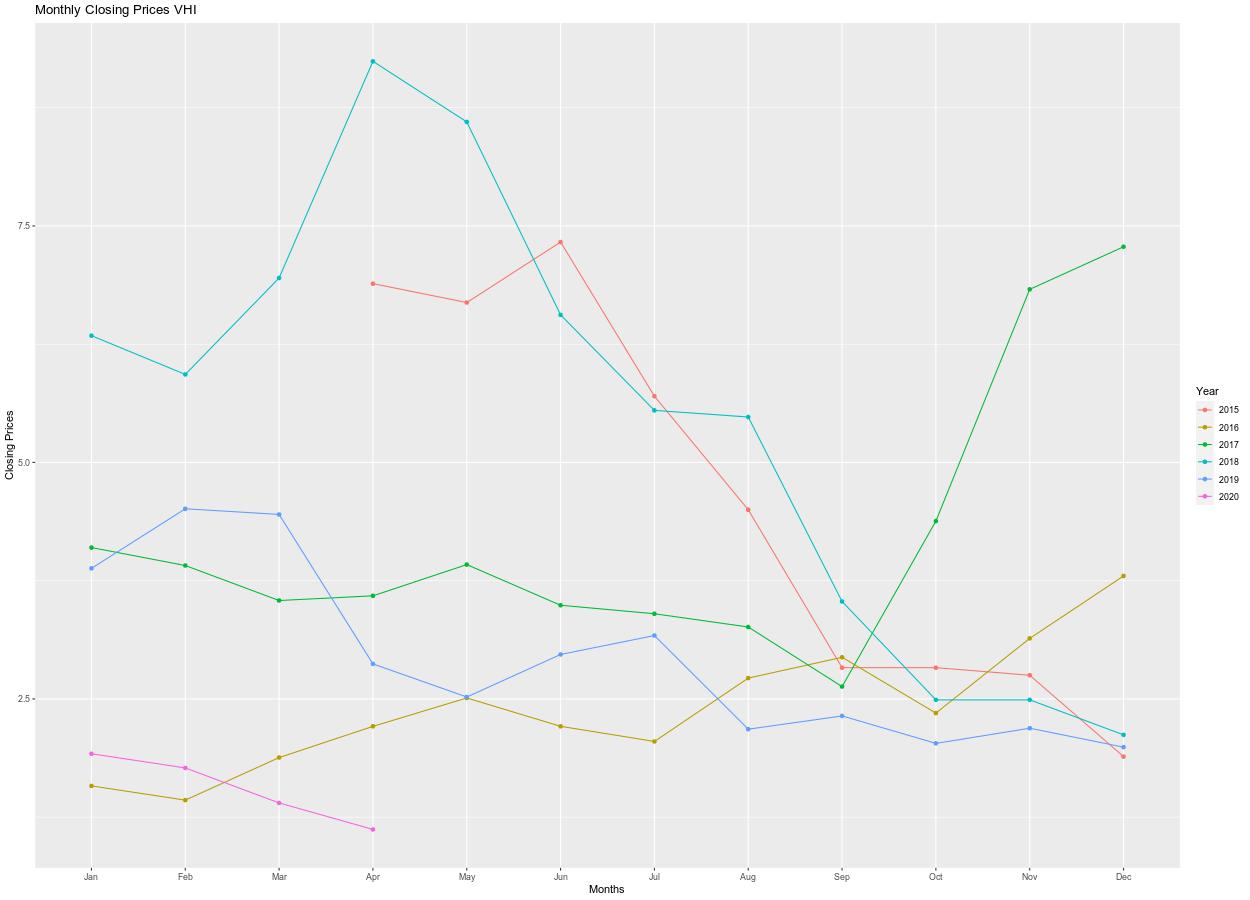 Monthly Closing Prices VHI
7.5
5.0
2.5
Closing Prices
Jan Feb Mar Apr May Jun Jul Aug Sep Oct Nov Dec
Months
Year
2015
2016
2017
2018
2019
2020